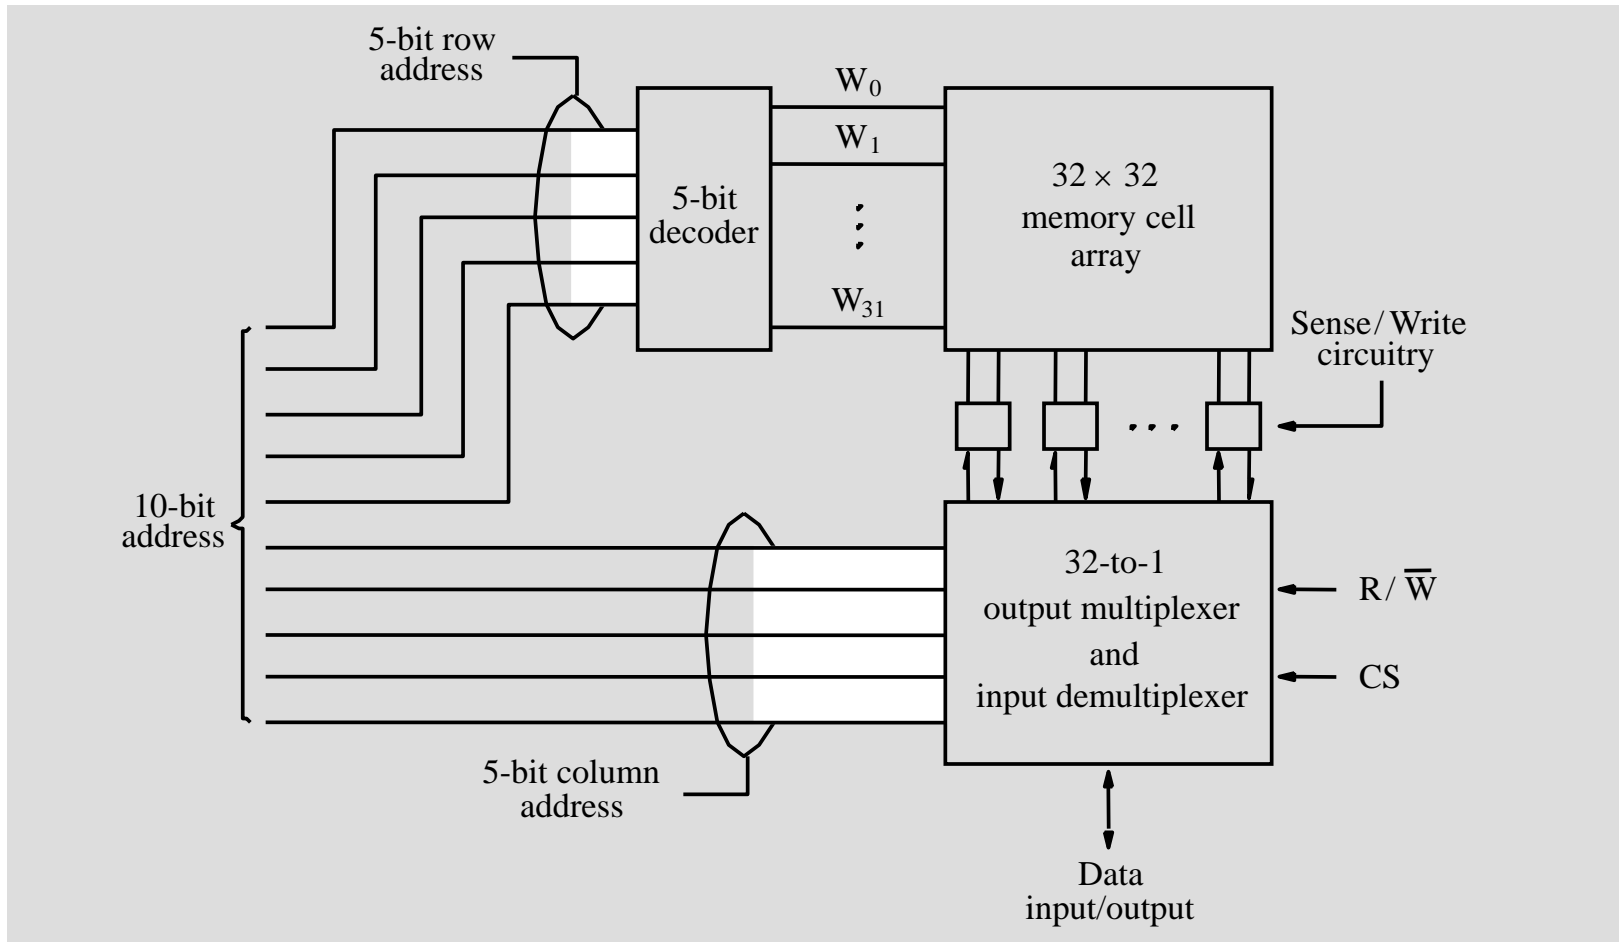 5-bit row
address
W0
W1
W31
5-bit
decoder
32 × 32
memory cell
array
Sense/Write
circuitry
10-bit
address
32-to-1
output multiplexer
and
input demultiplexer
R/ W̅
CS
5-bit column
address
Data
input/output